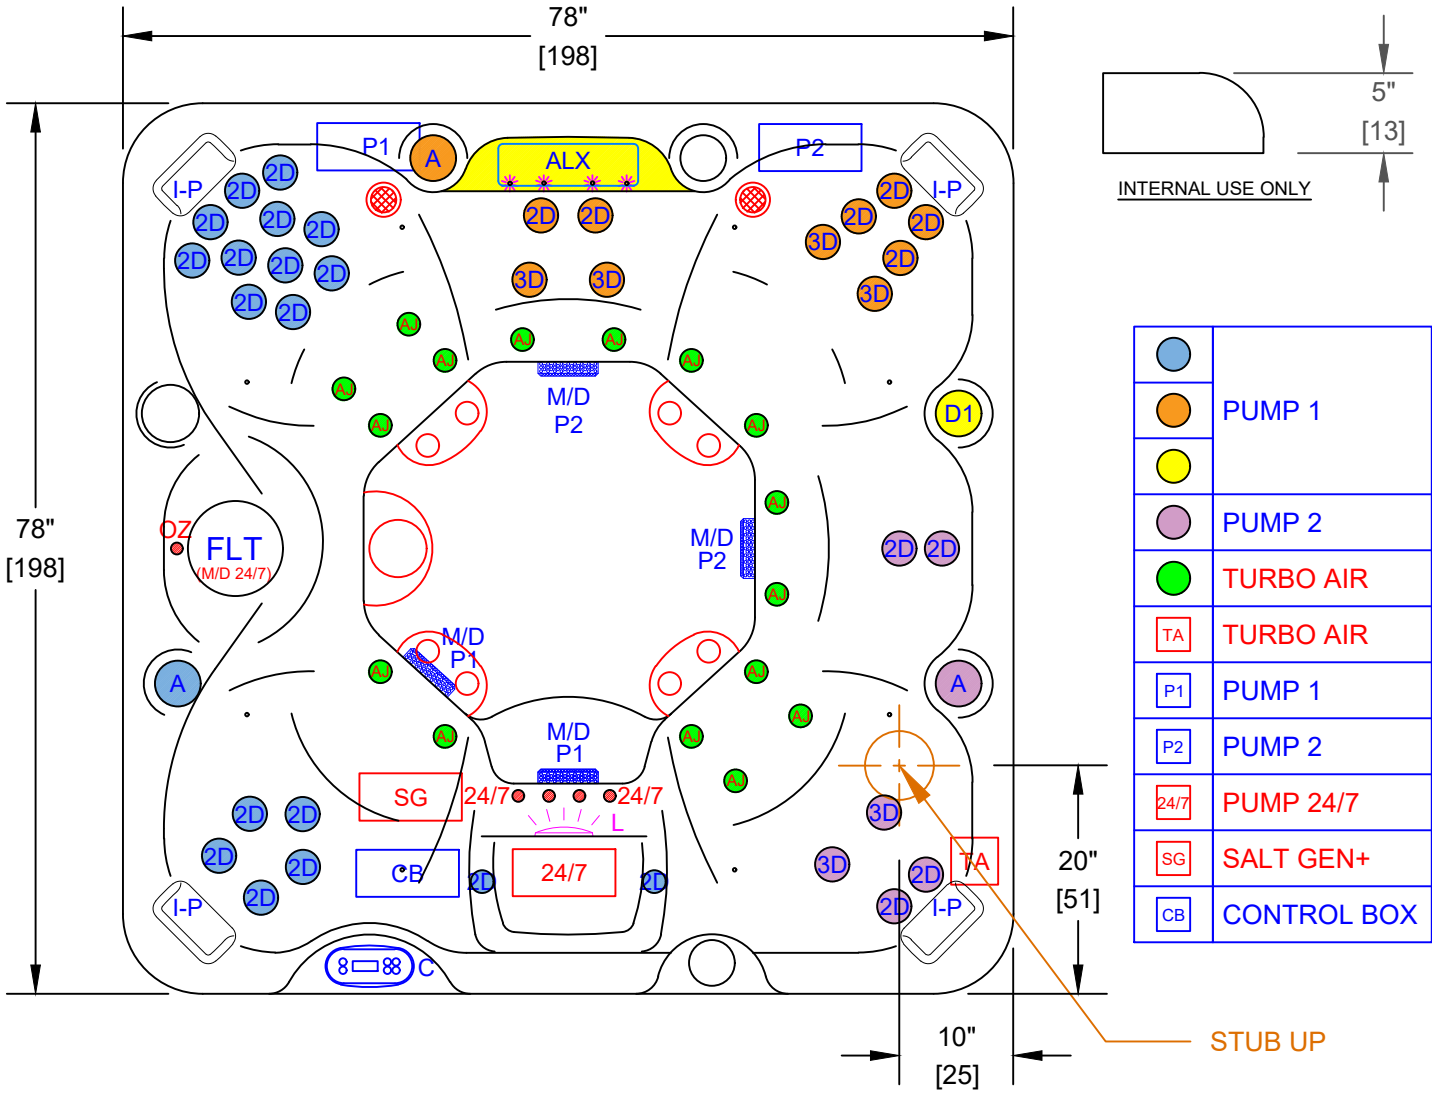 78"
[198]
5"
[13]
INTERNAL USE ONLY
P1
A
ALX
P2
I-P
I-P
2D
2D
2D
2D
2D
2D
2D
2D
2D
2D
2D
2D
2D
3D
3D
2D
2D
2D
3D
2D
3D
AJ
AJ
AJ
AJ
AJ
AJ
AJ
AJ
M/D
P2
D1
PUMP 1
78"
[198]
OZ
FLT
(M/D 24/7)
M/D
P2
AJ
AJ
2D
2D
PUMP 2
TURBO AIR
TA
TURBO AIR
P1
PUMP 1
P2
PUMP 2
24/7
PUMP 24/7
SG
SALT GEN+
CB
CONTROL BOX
M/D
P1
A
A
AJ
AJ
AJ
AJ
AJ
AJ
M/D
P1
SG
24/7
24/7
L
2D
2D
2D
2D
2D
CB
24/7
2D
2D
3D
3D
2D
2D
TA
I-P
I-P
C
20"
[51]
10"
[25]
STUB UP